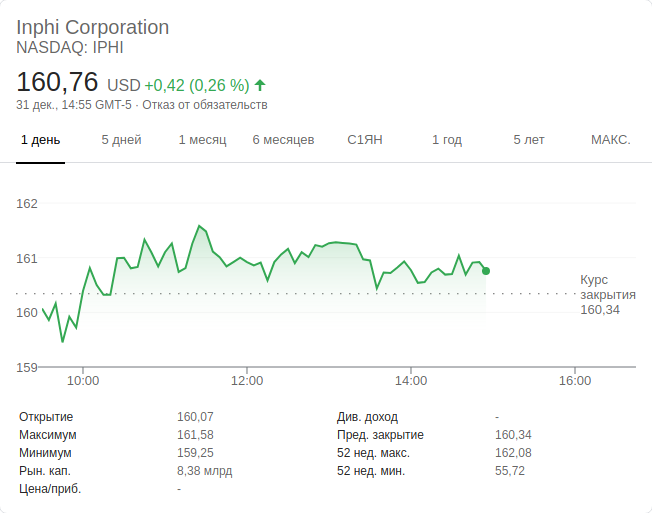 Inphi Corporation
NASDAQ: IPHI
160,76 USD +0,42 (0,26 %)
31 дек., 14:55 GMT-5 · Отказ от обязательств
1 день 5 дней 1 месяц 6 месяцев С1ЯН 1 год 5 лет МАКС.
162
161
Курс
закрытия
160,34
160
159
10:00 12:00 14:00 16:00
Открытие 160,07 Див. доход -
Максимум 161,58 Пред. закрытие 160,34
Минимум 159,25 52 нед. макс. 162,08
Рын. кап. 8,38 млрд 52 нед. мин. 55,72
Цена/приб. -